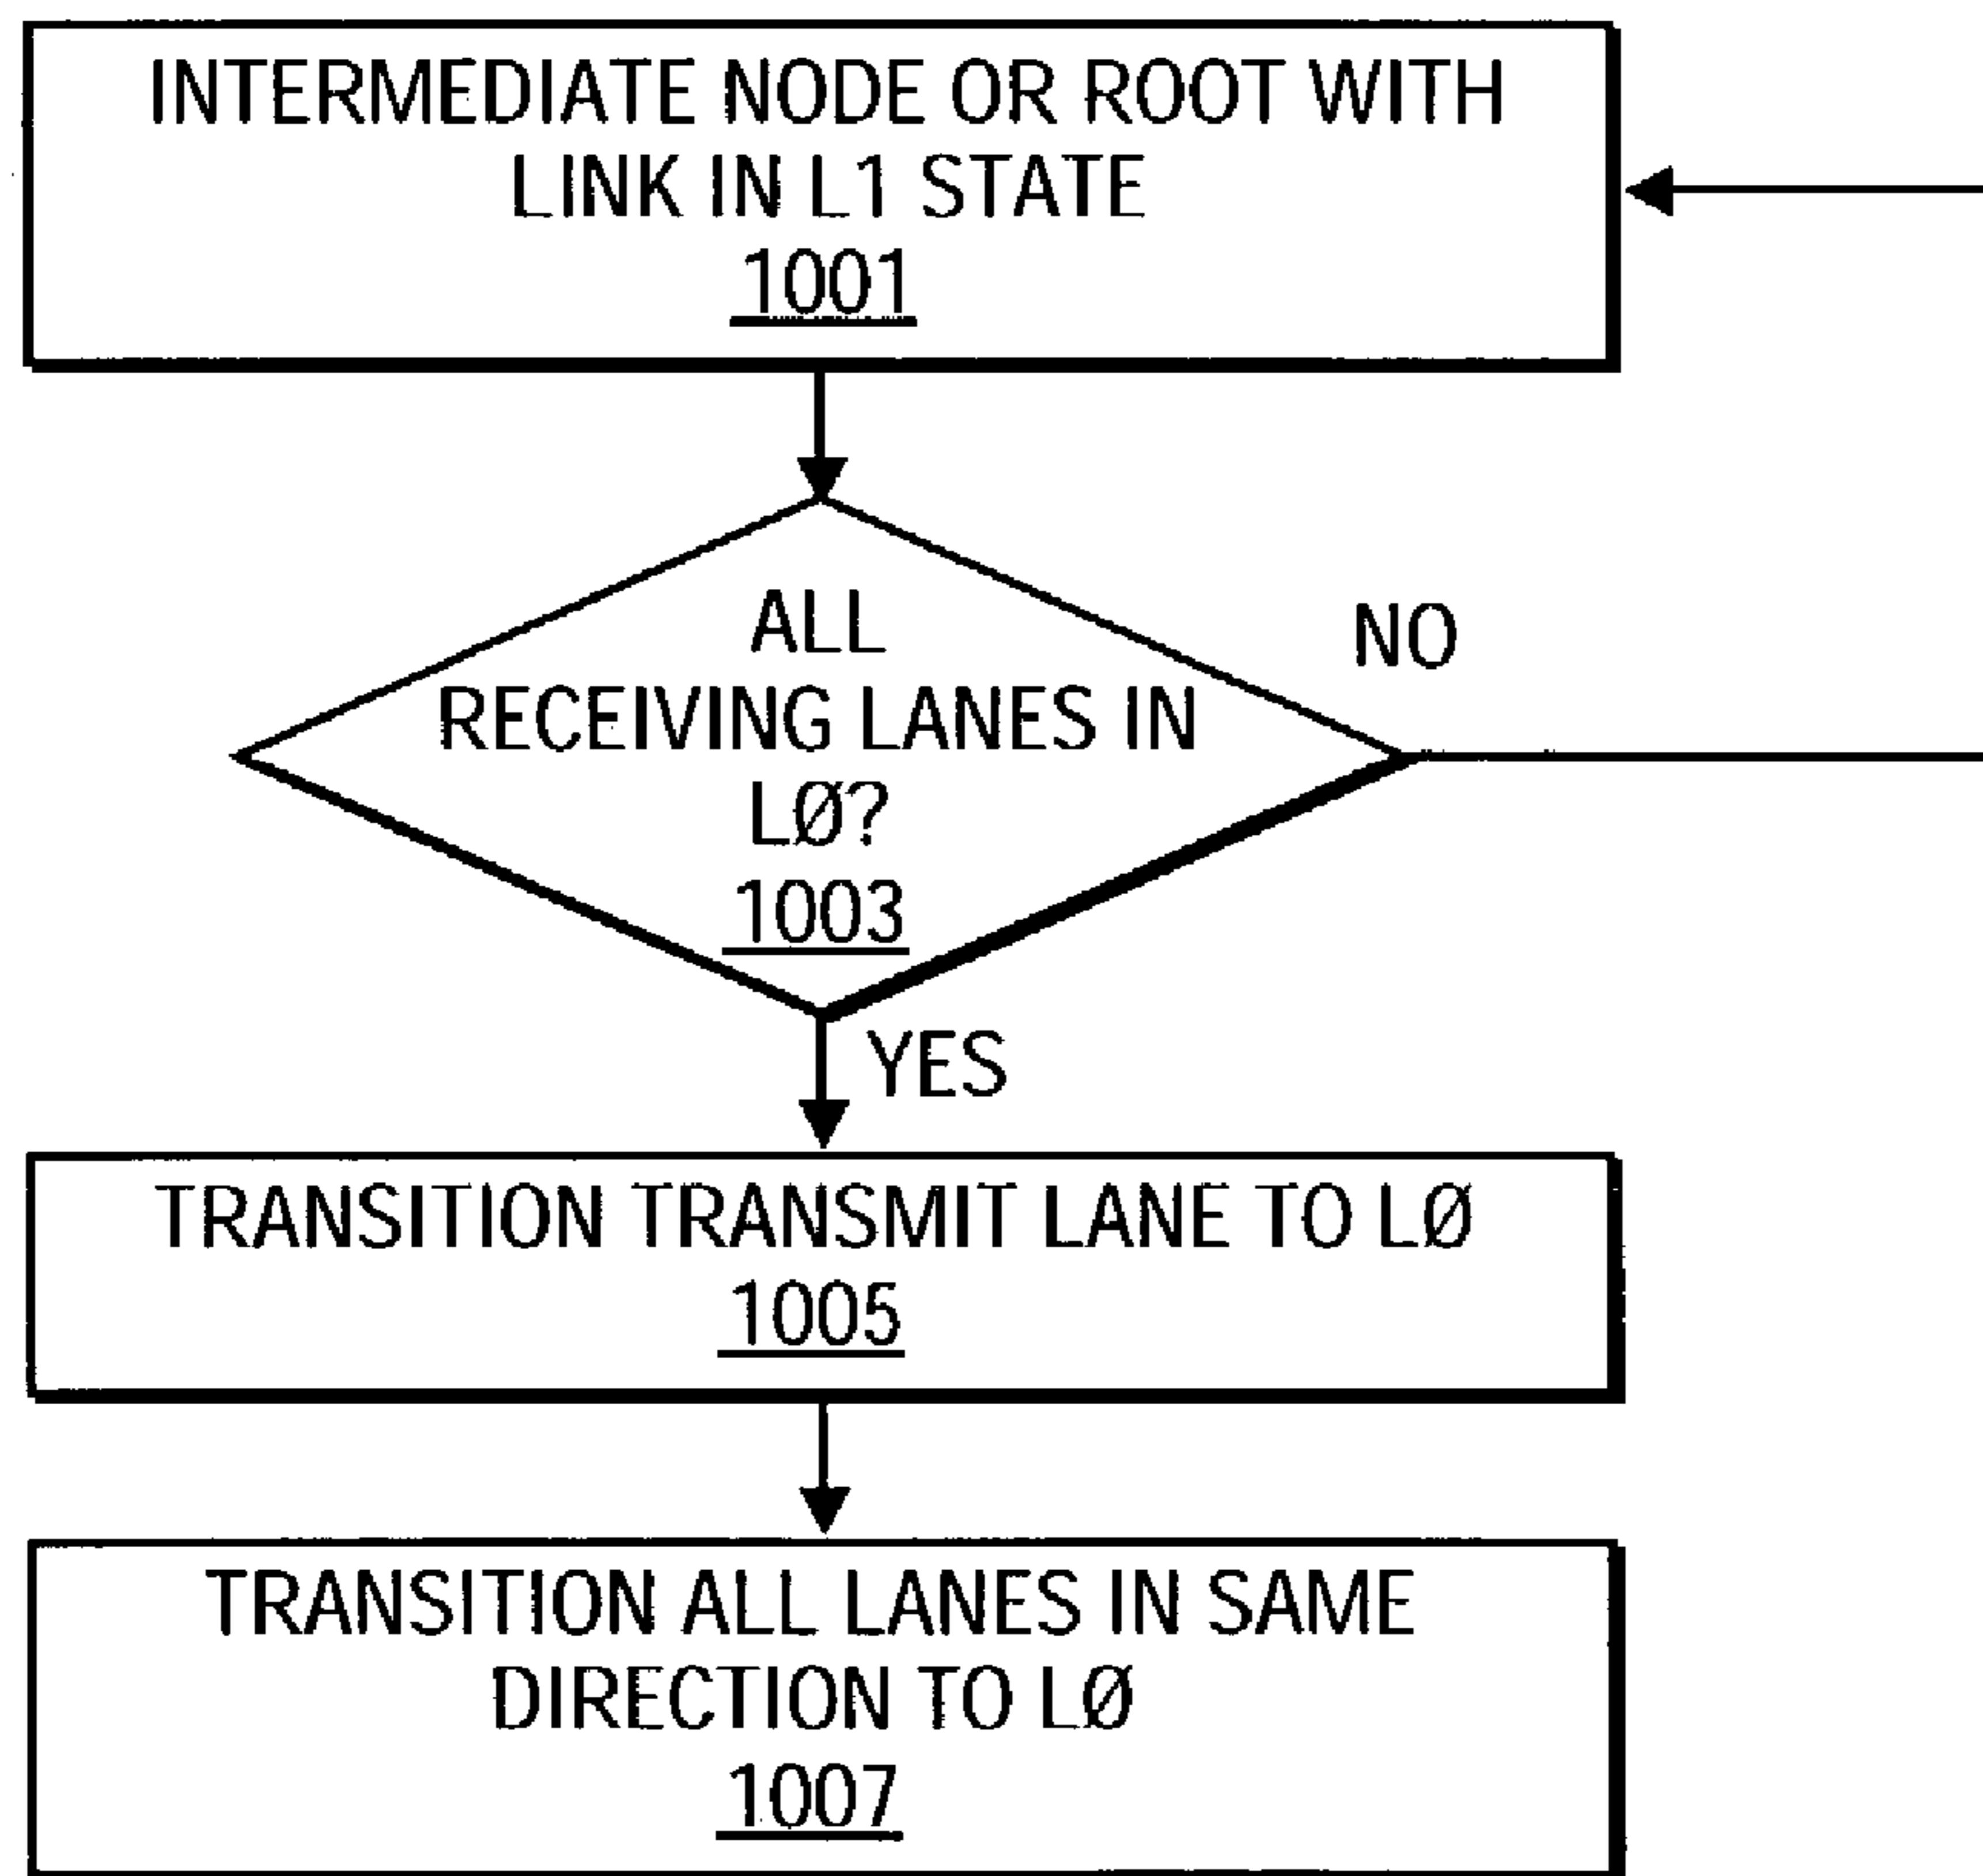 INTERMEDIATE NODE OR ROOT WITH
LINK IN L1 STATE
1001
ALL
RECEIVING LANES IN
LØ?
1003
NO
YES
TRANSITION TRANSMIT LANE TO LØ
1005
TRANSITION ALL LANES IN SAME
DIRECTION TO LØ
1007